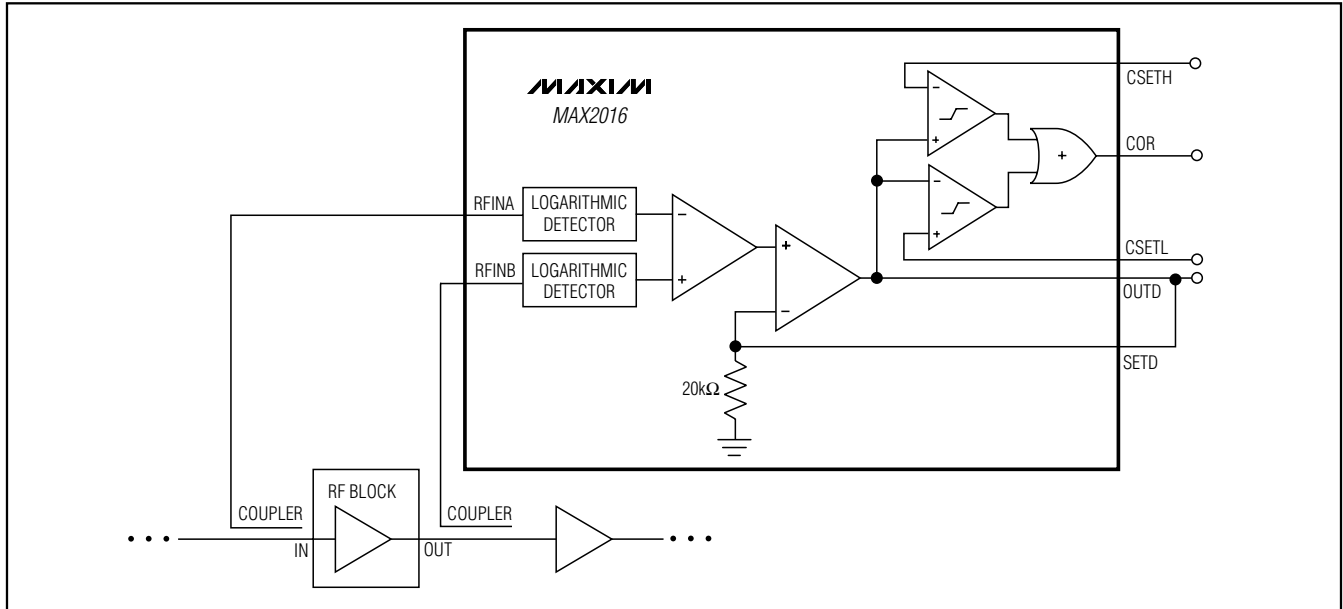 MAXIM
MAX2016
CSETH
-
+
COR
+
-
+
CSETL
RFINA
LOGARITHMIC
DETECTOR
-
RFINB
LOGARITHMIC
DETECTOR
+
+
-
OUTD
SETD
20kΩ
RF BLOCK
COUPLER
COUPLER
IN
OUT